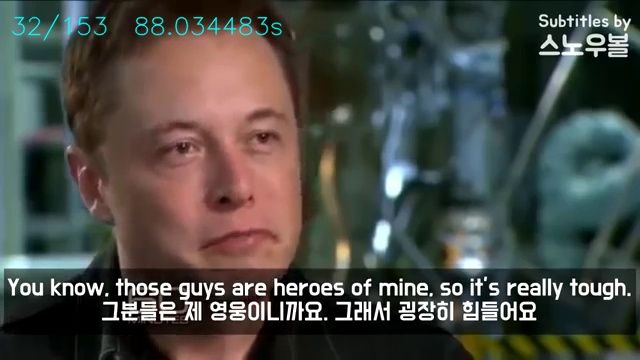 32/153 88.034483s
Subtitles by
스노우볼
You know, those guys are heroes of mine, so it's really tough.
그분들은 제 영웅이니까요. 그래서 굉장히 힘들어요
MINUTES